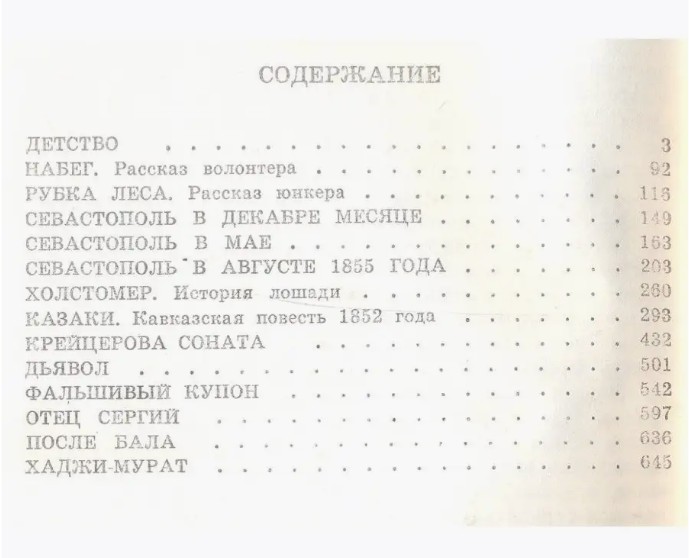 СОДЕРЖАНИЕ
ДЕТСТВО . . . . . . . . . . . . . . . . . 3
НАБЕГ. Рассказ волонтера . . . . . . . . . . . 92
РУБКА ЛЕСА. Рассказ юнкера . . . . . . . . . 116
СЕВАСТОПОЛЬ В ДЕКАБРЕ МЕСЯЦЕ . . . . . . . 149
СЕВАСТОПОЛЬ В МАЕ . . . . . . . . . . . . 163
СЕВАСТОПОЛЬ В АВГУСТЕ 1855 ГОДА . . . . . . 203
ХОЛСТОМЕР. История лошади . . . . . . . . . 260
КАЗАКИ. Кавказская повесть 1852 года . . . . . . 293
КРЕЙЦЕРОВА СОНАТА . . . . . . . . . . . . 432
ДЬЯВОЛ . . . . . . . . . . . . . . . . . 501
ФАЛЬШИВЫЙ КУПОН . . . . . . . . . . . . 542
ОТЕЦ СЕРГИЙ . . . . . . . . . . . . . . 597
ПОСЛЕ БАЛА . . . . . . . . . . . . . . . 636
ХАДЖИ-МУРАТ . . . . . . . . . . . . . . . 645